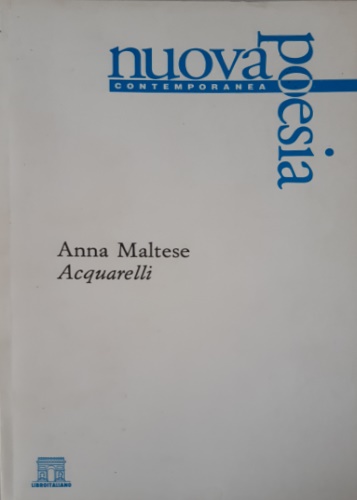 nuova
poesia
CONTEMPORANEA
Anna Maltese
Acquarelli
LIBROITALIANO